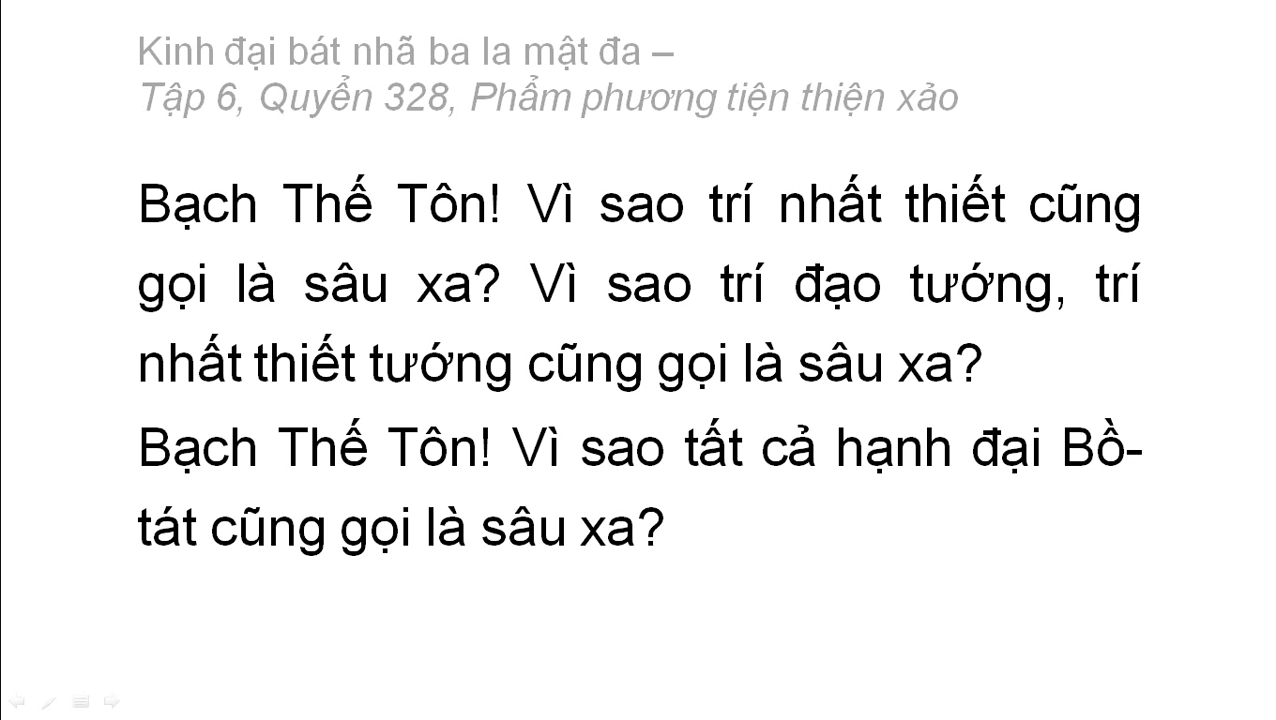 Kinh đại bát nhã ba la mật đa –
Tập 6, Quyển 328, Phẩm phương tiện thiện xảo
Bạch Thế Tôn! Vì sao trí nhất thiết cũng
gọi là sâu xa? Vì sao trí đạo tướng, trí
nhất thiết tướng cũng gọi là sâu xa?
Bạch Thế Tôn! Vì sao tất cả hạnh đại Bồ-
tát cũng gọi là sâu xa?